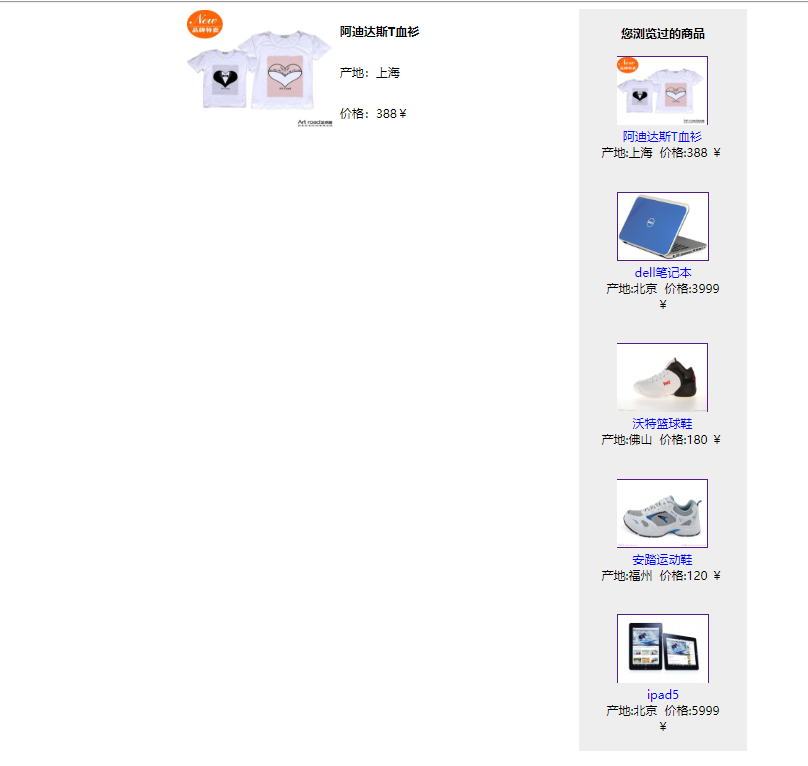 New
品牌特卖
阿迪达斯T血衫
产地：上海
价格：388￥
您浏览过的商品
New
阿迪达斯T血衫
产地:上海 价格:388 ￥
DELL
dell笔记本
产地:北京 价格:3999
￥
沃特篮球鞋
产地:佛山 价格:180 ￥
安踏运动鞋
产地:福州 价格:120 ￥
ipad5
产地:北京 价格:5999
￥